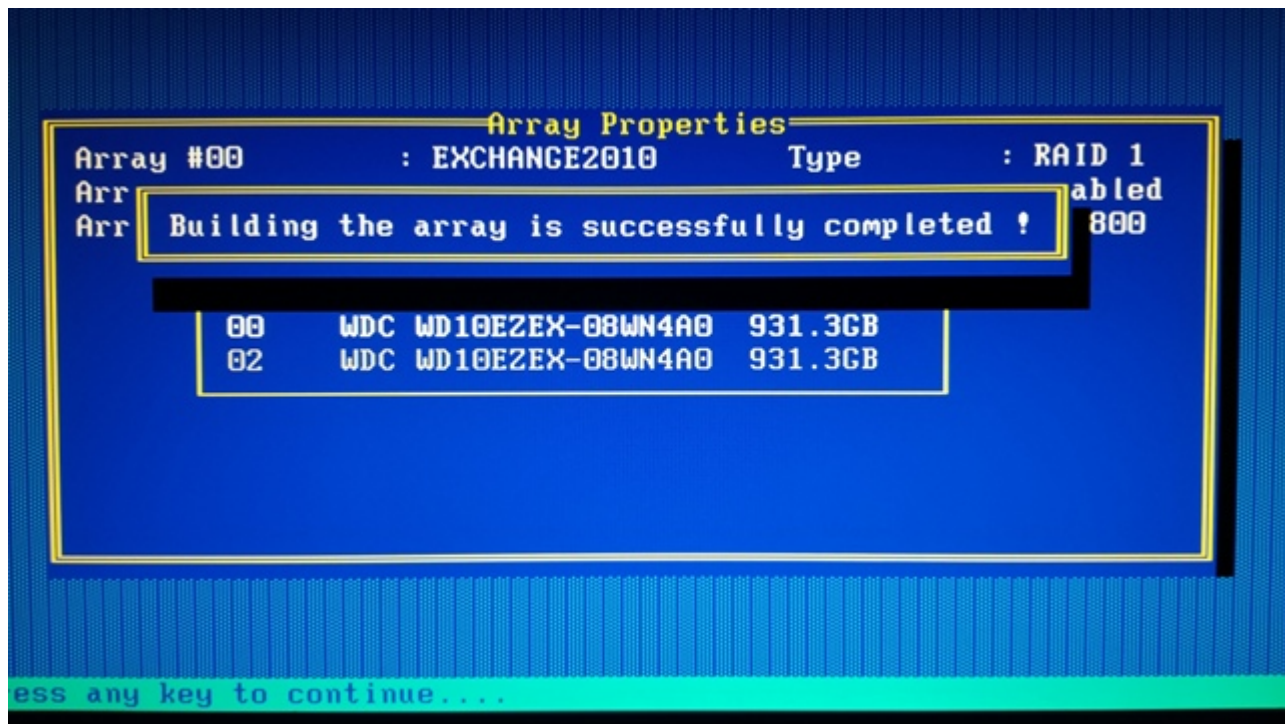 Array Properties
Array #00 : EXCHANGE2010 Type : RAID 1
Arr abled
Arr 800
Building the array is successfully completed !
00 WDC WD10EZEX-08WN4A0 931.3GB
02 WDC WD10EZEX-08WN4A0 931.3GB
ess any key to continue....